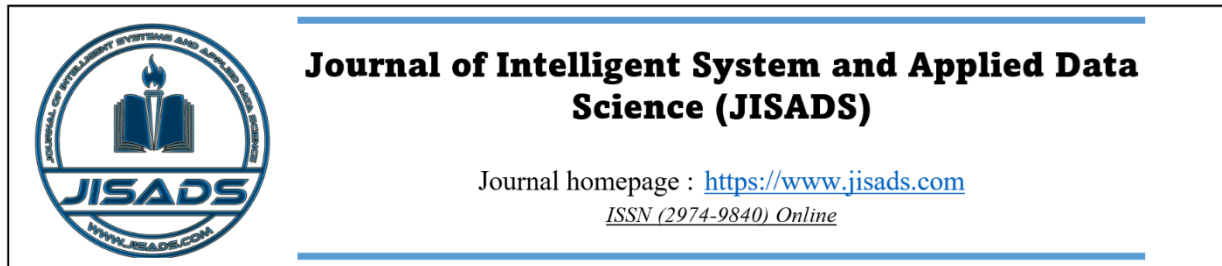 JOURNAL OF INTELLIGENT SYSTEMS AND APPLIED DATA SCIENCE
JISADS
WWW.JISADS.COM
Journal of Intelligent System and Applied Data
Science (JISADS)
Journal homepage : https://www.jisads.com
ISSN (2974-9840) Online